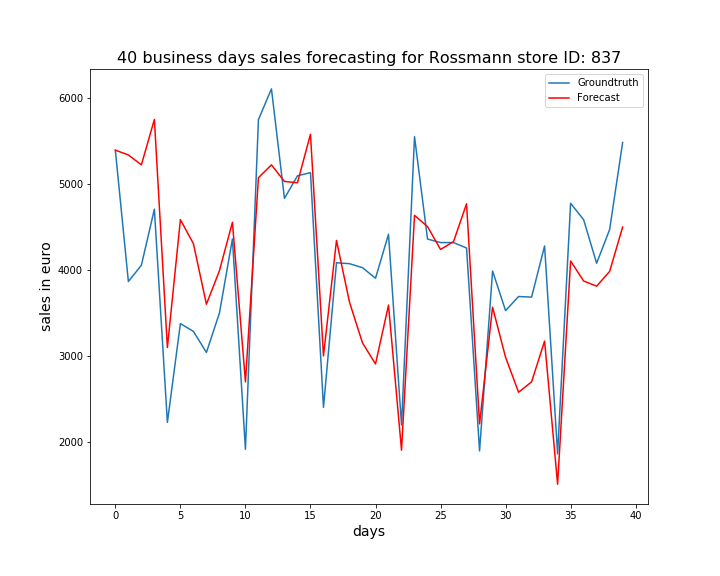 40 business days sales forecasting for Rossmann store ID: 837
Groundtruth
Forecast
6000
5000
4000
3000
2000
sales in euro
0 5 10 15 20 25 30 35 40
days